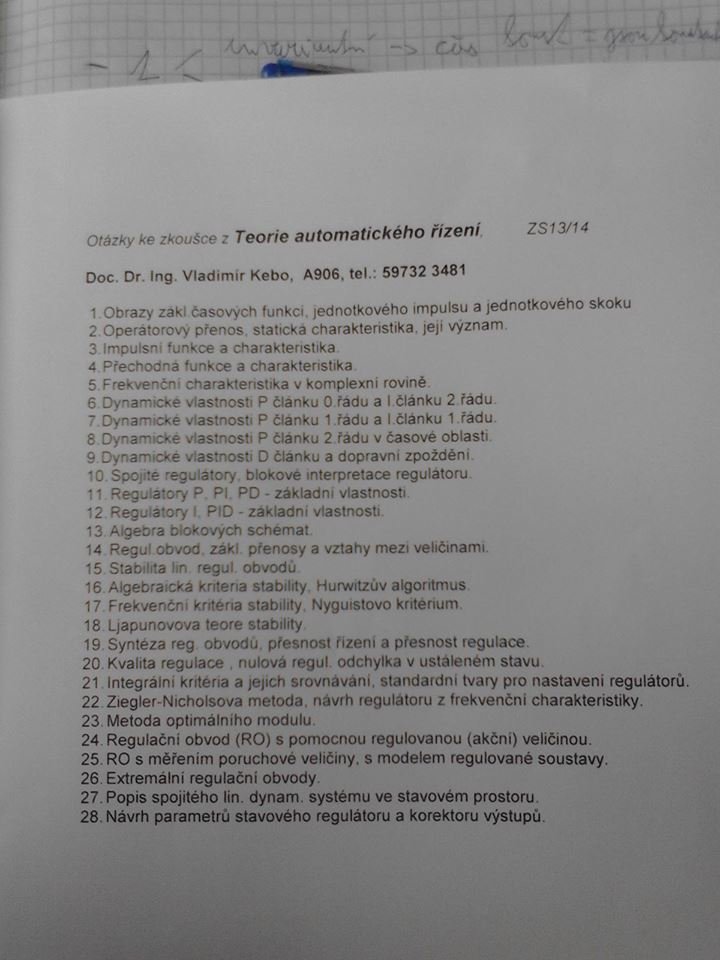 - 1 < invariantní -> čas
Otázky ke zkoušce z Teorie automatického řízení, ZS13/14
Doc. Dr. Ing. Vladimír Kebo, A906, tel.: 59732 3481
1. Obrazy zákl.časových funkcí, jednotkového impulsu a jednotkového skoku
2. Operátorový přenos, statická charakteristika, její význam.
3. Impulsní funkce a charakteristika.
4. Přechodná funkce a charakteristika.
5. Frekvenční charakteristika v komplexní rovině.
6. Dynamické vlastnosti P článku 0.řádu a I.článku 2.řádu.
7. Dynamické vlastnosti P článku 1.řádu a I.článku 1.řádu.
8. Dynamické vlastnosti P článku 2.řádu v časové oblasti.
9. Dynamické vlastnosti D článku a dopravní zpoždění.
10. Spojité regulátory, blokové interpretace regulátoru.
11. Regulátory P, PI, PD - základní vlastnosti.
12. Regulátory I, PID - základní vlastnosti.
13. Algebra blokových schémat.
14. Regul.obvod, zákl. přenosy a vztahy mezi veličinami.
15. Stabilita lin. regul. obvodů.
16. Algebraická kriteria stability, Hurwitzův algoritmus.
17. Frekvenční kritéria stability, Nyguistovo kritérium.
18. Ljapunovova teore stability.
19. Syntéza reg. obvodů, přesnost řízení a přesnost regulace.
20. Kvalita regulace , nulová regul. odchylka v ustáleném stavu.
21. Integrální kritéria a jejich srovnávání, standardní tvary pro nastavení regulátorů.
22. Ziegler-Nicholsova metoda, návrh regulátoru z frekvenční charakteristiky.
23. Metoda optimálního modulu.
24. Regulační obvod (RO) s pomocnou regulovanou (akční) veličinou.
25. RO s měřením poruchové veličiny, s modelem regulované soustavy.
26. Extremální regulační obvody.
27. Popis spojitého lin. dynam. systému ve stavovém prostoru.
28. Návrh parametrů stavového regulátoru a korektoru výstupů.